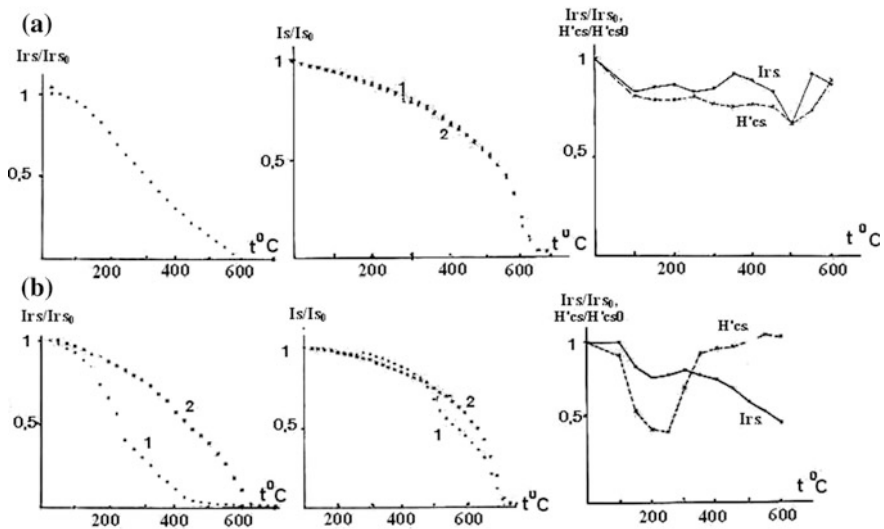 (a)
Irs/Irs₀
1
0,5
t⁰C
200 400 600
Is/Is₀
1
0,5
1
2
t⁰C
200 400 600
Irs/Irs₀,
H'cs/H'cs0
1
0,5
Irs.
H'cs.
t⁰C
200 400 600
(b)
Irs/Irs₀
1
0,5
2
1
t⁰C
200 400 600
Is/Is₀
1
0,5
1
2
t⁰C
200 400 600
Irs/Irs₀,
H'cs/H'cs0
1
0,5
H'cs.
Irs.
t⁰C
200 400 600